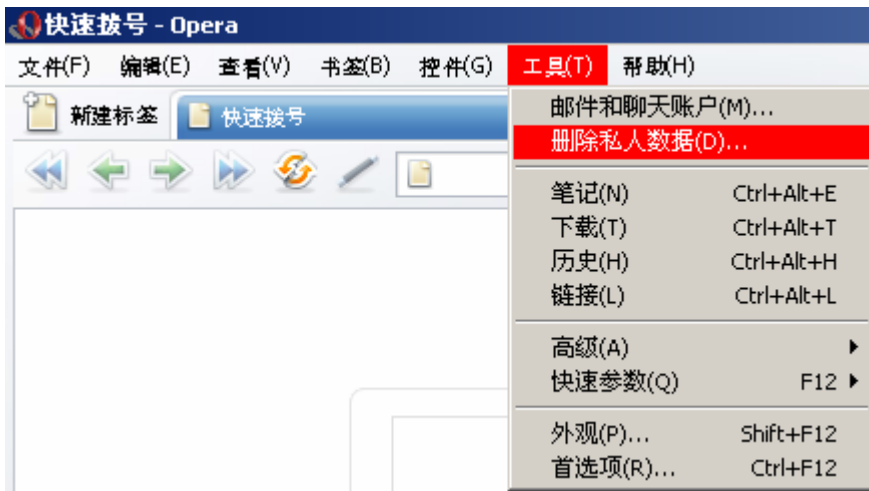 快速拨号 - Opera
文件(F) 编辑(E) 查看(V) 书签(B) 控件(G) 工具(T) 帮助(H)
新建标签 快速拨号
邮件和聊天账户(M)...
删除私人数据(D)...
笔记(N) Ctrl+Alt+E
下载(T) Ctrl+Alt+T
历史(H) Ctrl+Alt+H
链接(L) Ctrl+Alt+L
高级(A)
快速参数(Q) F12
外观(P)... Shift+F12
首选项(R)... Ctrl+F12